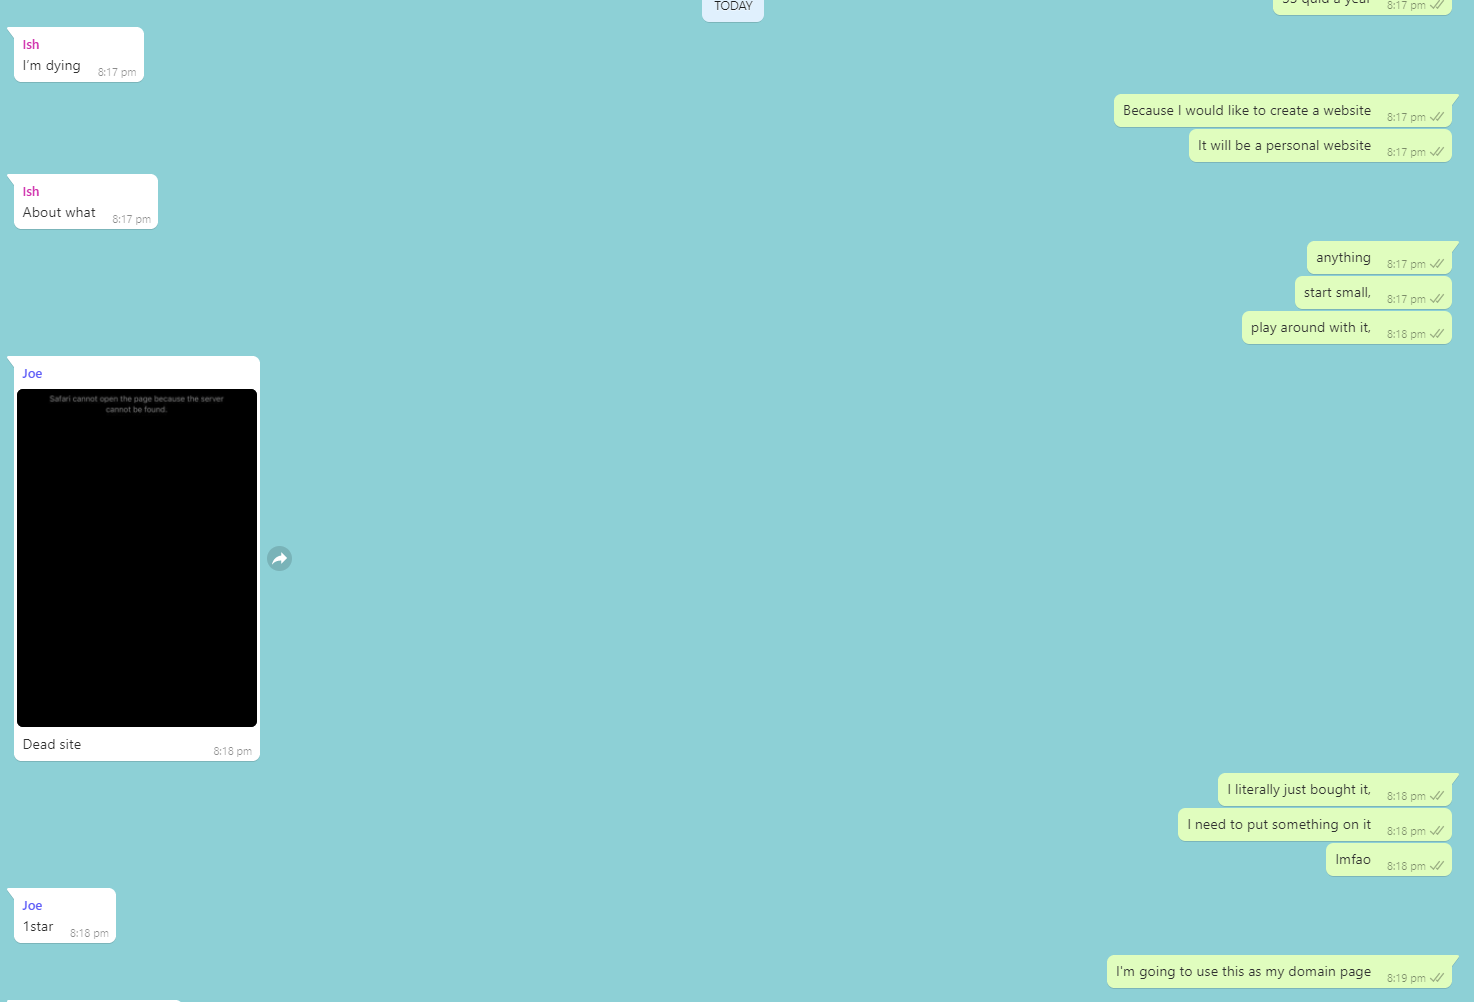 TODAY
quid a year 8:17 pm
Ish
I'm dying 8:17 pm
Because I would like to create a website 8:17 pm
It will be a personal website 8:17 pm
Ish
About what 8:17 pm
anything 8:17 pm
start small, 8:17 pm
play around with it, 8:18 pm
Joe
Safari cannot open the page because the server
cannot be found.
Dead site 8:18 pm
I literally just bought it, 8:18 pm
I need to put something on it 8:18 pm
lmfao 8:18 pm
Joe
1star 8:18 pm
I'm going to use this as my domain page 8:19 pm